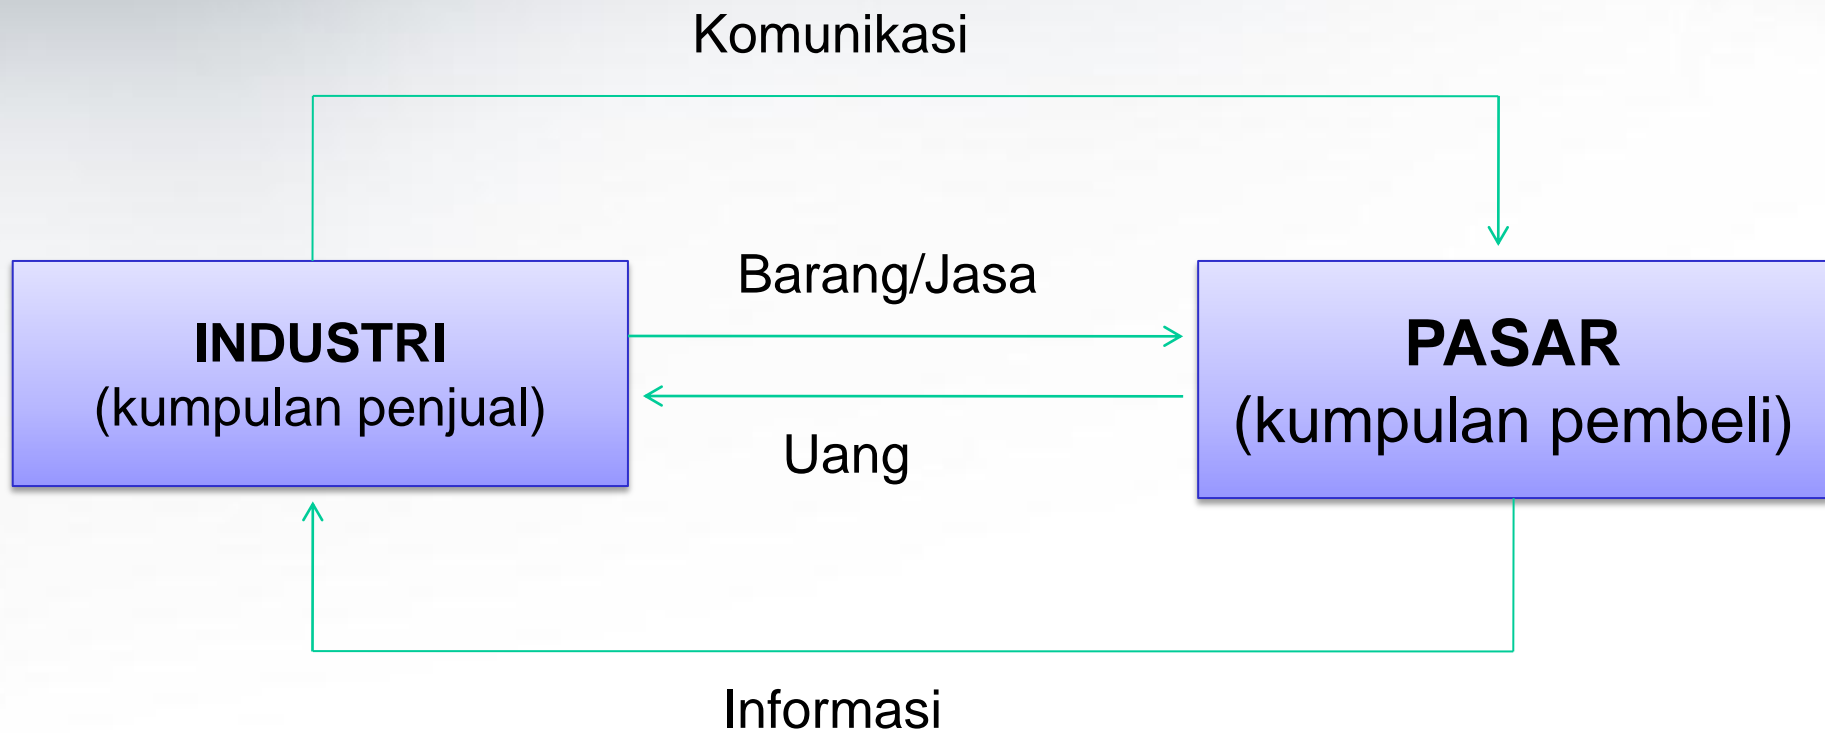 Komunikasi
Barang/Jasa
INDUSTRI
(kumpulan penjual)
PASAR
(kumpulan pembeli)
Uang
Informasi